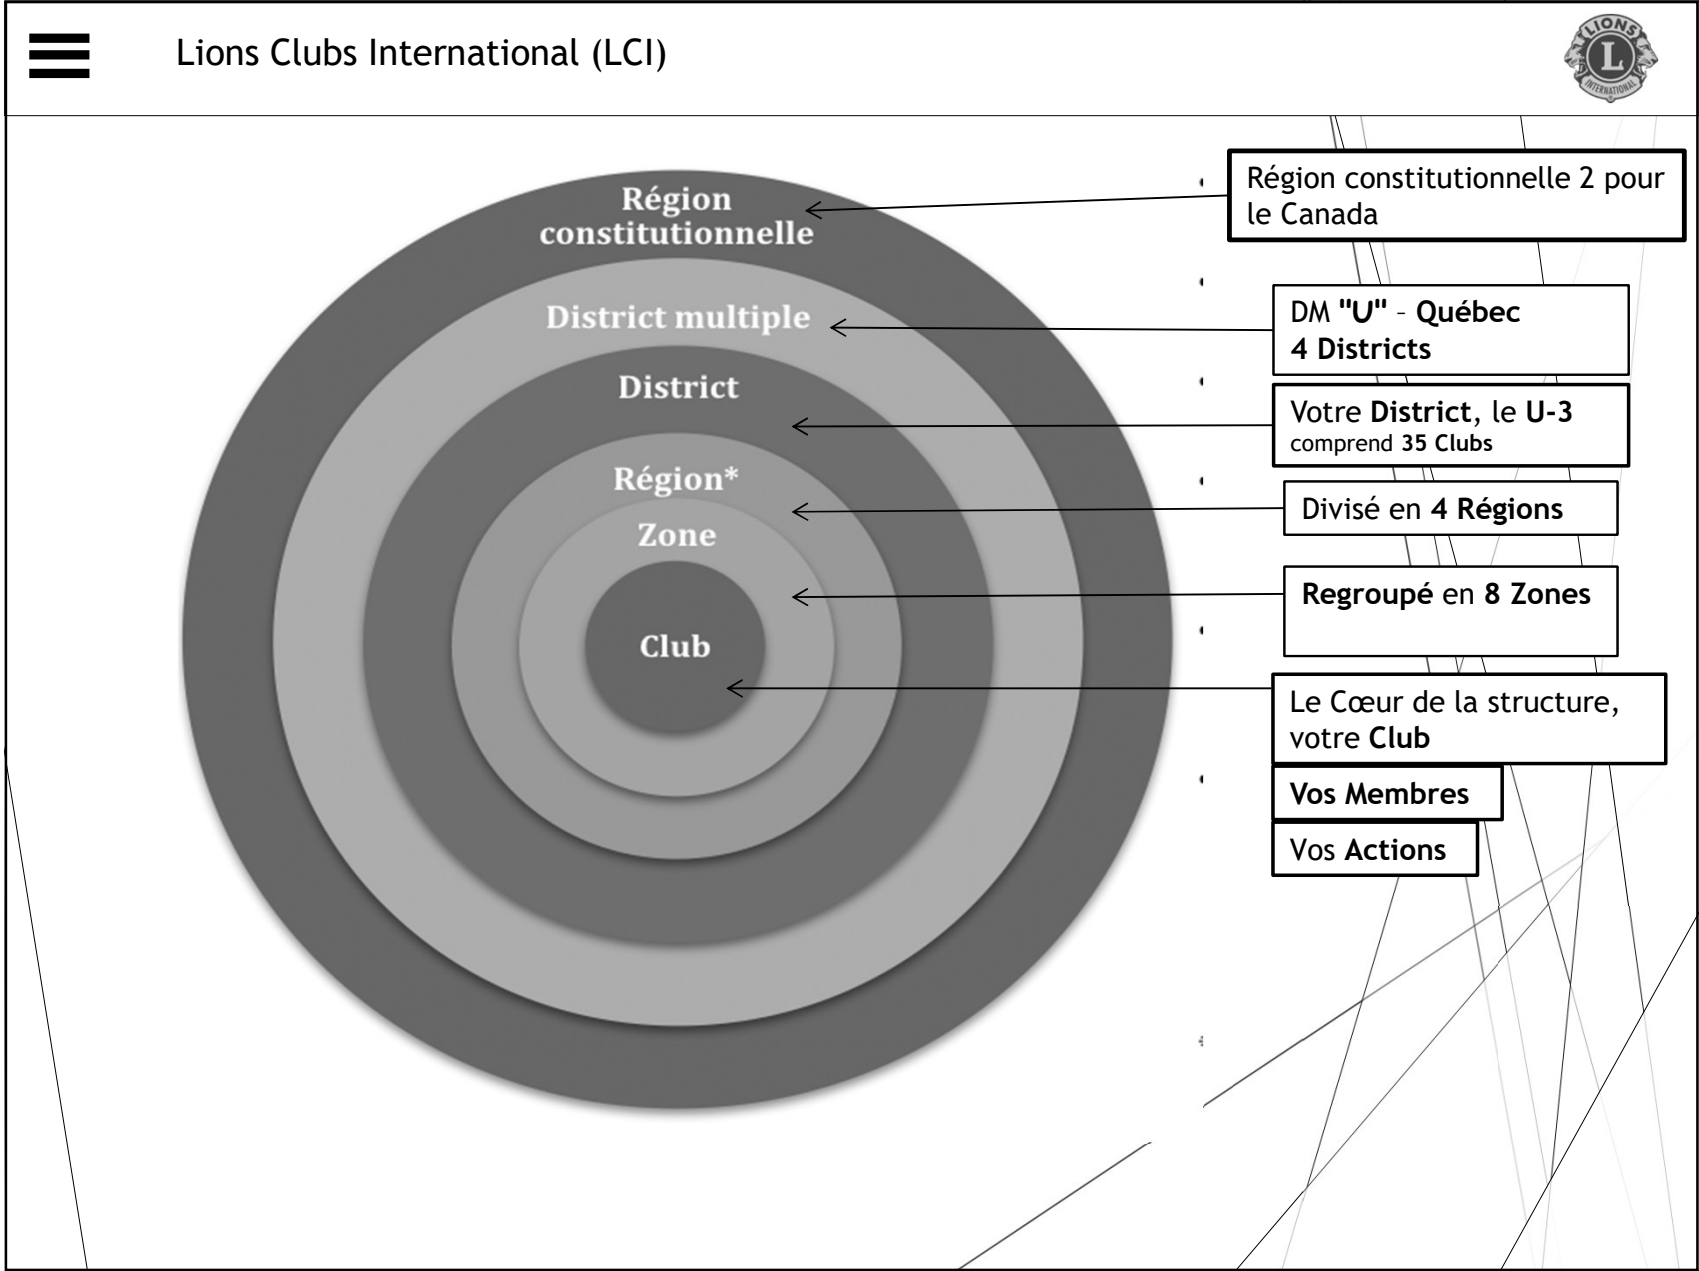 Lions Clubs International (LCI)
LIONS
L
INTERNATIONAL
Région
constitutionnelle
District multiple
District
Région*
Zone
Club
Région constitutionnelle 2 pour
le Canada
DM "U" – Québec
4 Districts
Votre District, le U-3
comprend 35 Clubs
Divisé en 4 Régions
Regroupé en 8 Zones
Le Cœur de la structure,
votre Club
Vos Membres
Vos Actions